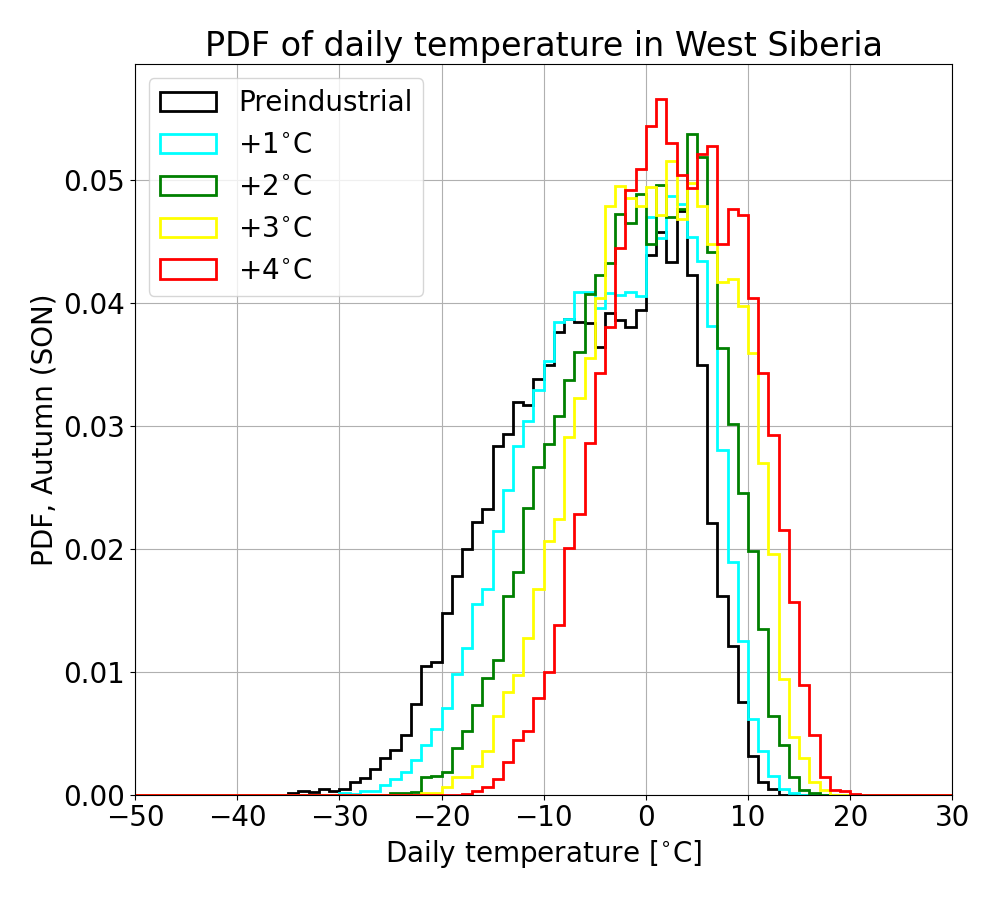 PDF of daily temperature in West Siberia
Preindustrial
+1°C
+2°C
+3°C
+4°C
PDF, Autumn (SON)
0.05
0.04
0.03
0.02
0.01
0.00
−50 −40 −30 −20 −10 0 10 20 30
Daily temperature [°C]